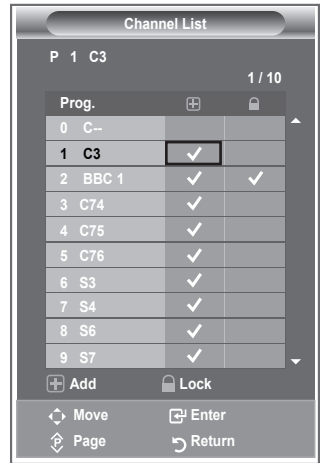 Channel List
P 1 C3
1 / 10
Prog.
0 C--
1 C3
2 BBC 1
3 C74
4 C75
5 C76
6 S3
7 S4
8 S6
9 S7
Add Lock
Move Enter
Page Return